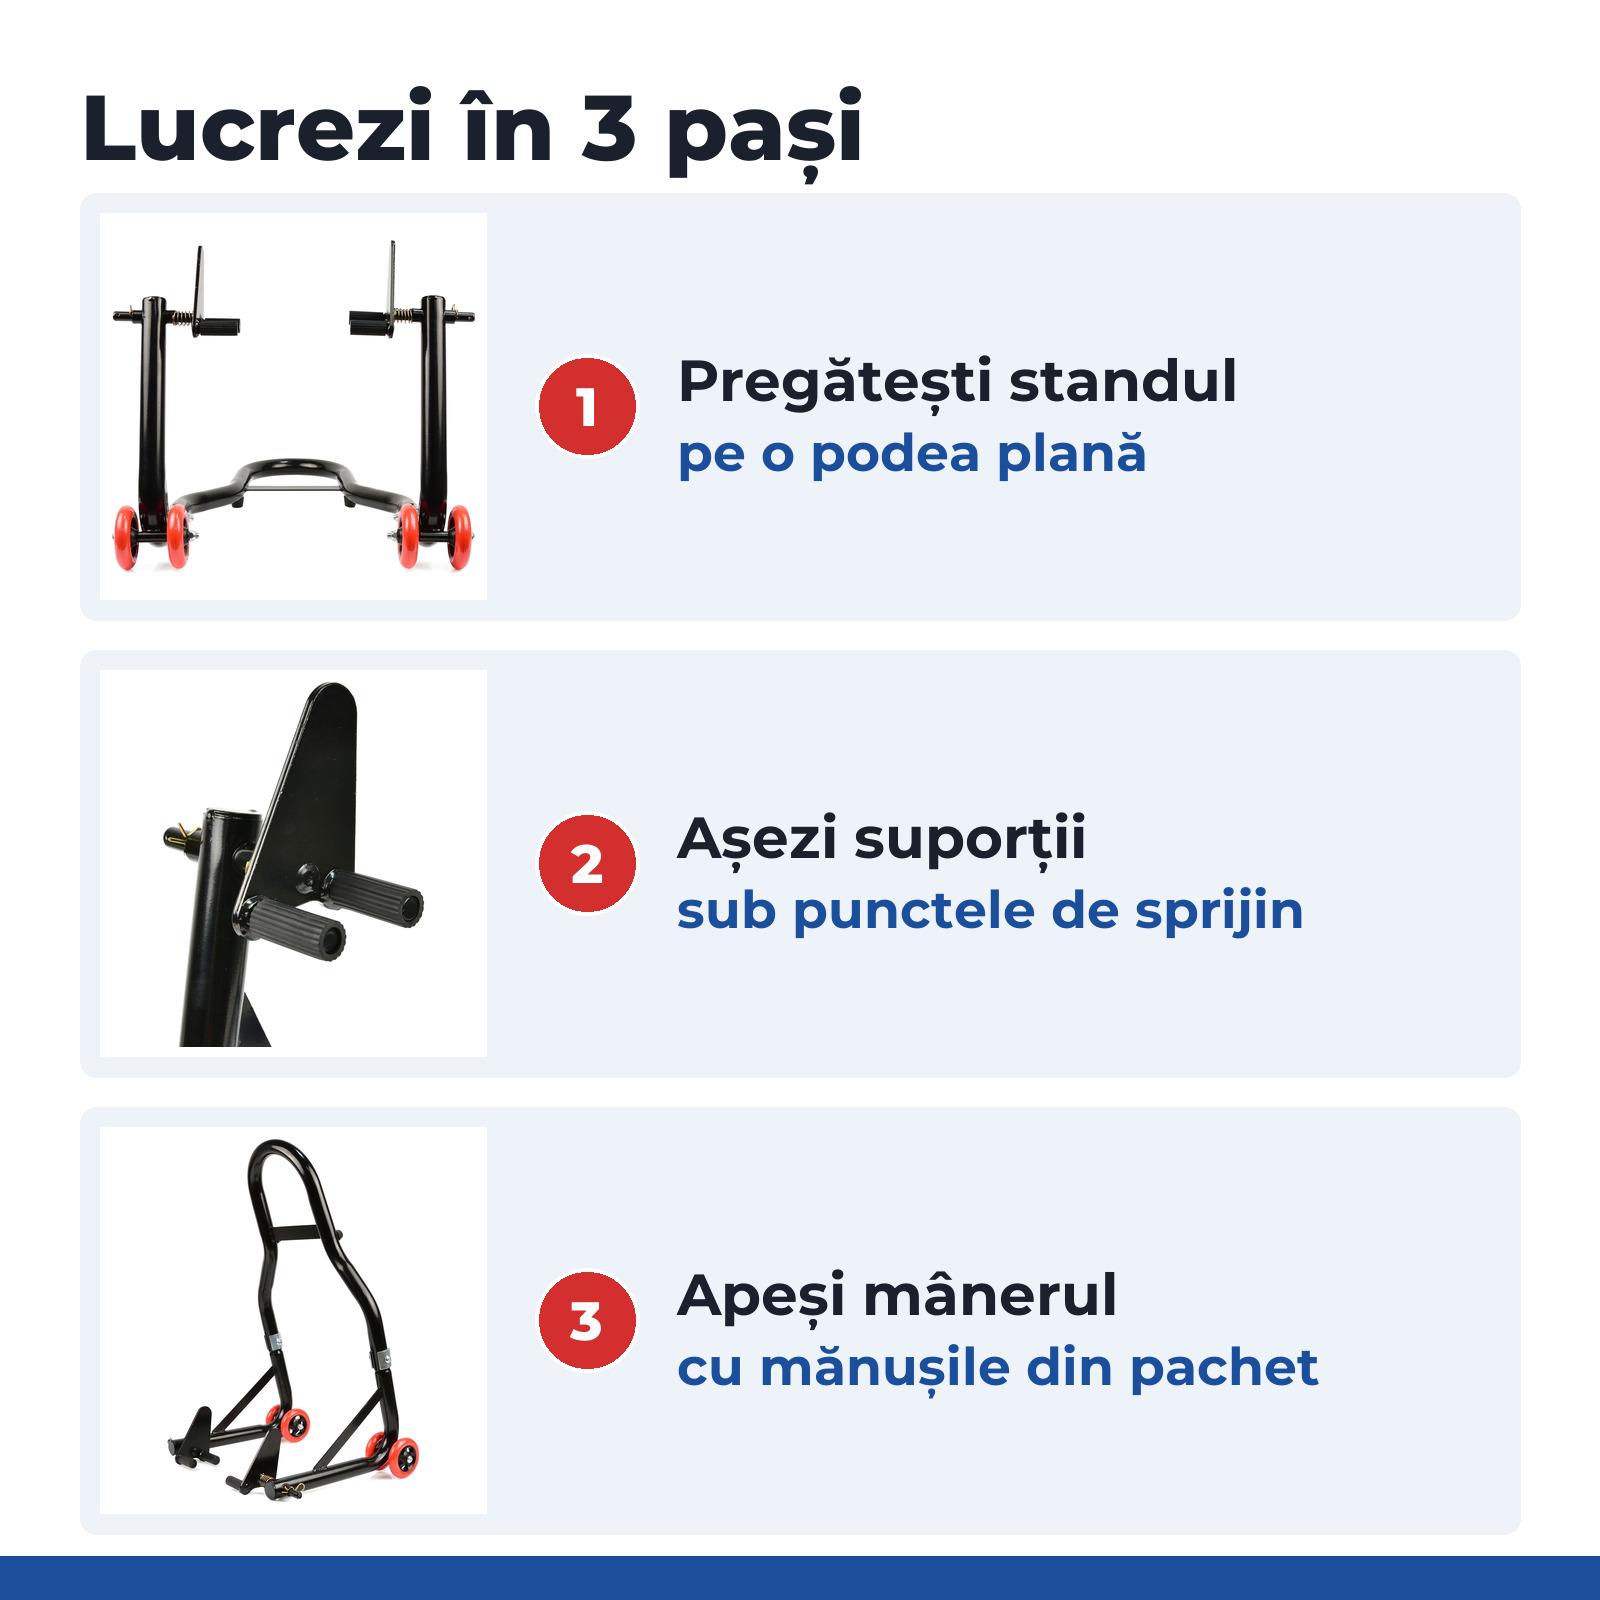 Lucrezi în 3 pași
1
Pregătești standul
pe o podea plană
2
Așezi suporții
sub punctele de sprijin
3
Apeși mânerul
cu mănușile din pachet